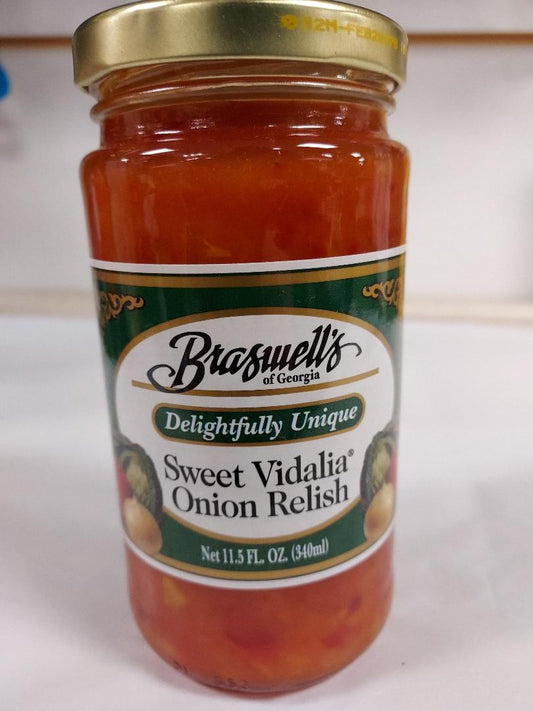 Braswell's
of Georgia
Delightfully Unique
Sweet Vidalia®
Onion Relish
Net 11.5 FL. OZ. (340ml)